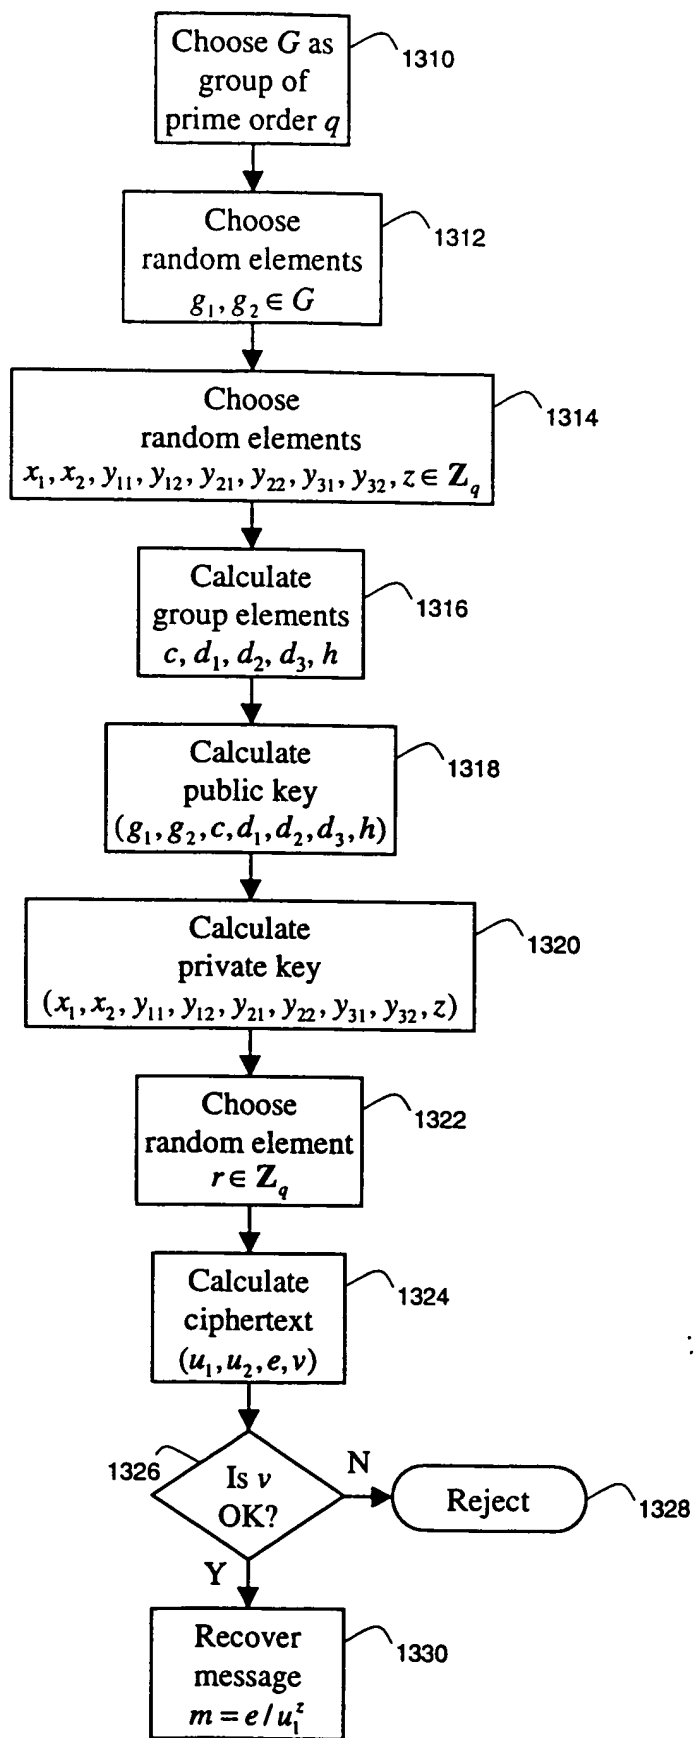 Choose G as
group of
prime order q
1310
Choose
random elements
g₁, g₂ ∈ G
1312
Choose
random elements
x₁, x₂, y₁₁, y₁₂, y₂₁, y₂₂, y₃₁, y₃₂, z ∈ Z_q
1314
Calculate
group elements
c, d₁, d₂, d₃, h
1316
Calculate
public key
(g₁, g₂, c, d₁, d₂, d₃, h)
1318
Calculate
private key
(x₁, x₂, y₁₁, y₁₂, y₂₁, y₂₂, y₃₁, y₃₂, z)
1320
Choose
random element
r ∈ Z_q
1322
Calculate
ciphertext
(u₁, u₂, e, v)
1324
1326
Is v
OK?
N
Reject
1328
Y
Recover
message
m = e / u₁ᶻ
1330